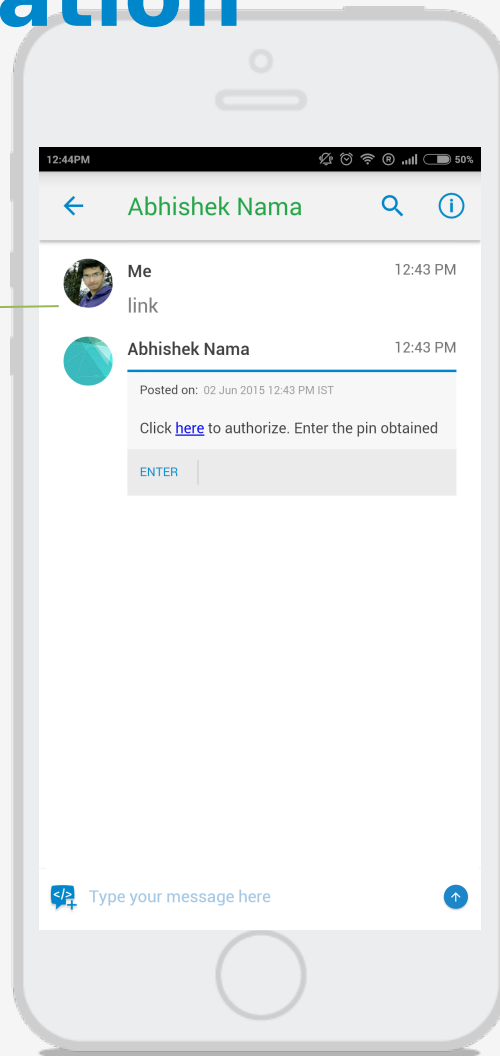 ation
12:44PM
50%
Abhishek Nama
Me 12:43 PM
link
Abhishek Nama 12:43 PM
Posted on: 02 Jun 2015 12:43 PM IST
Click here to authorize. Enter the pin obtained
ENTER
Type your message here